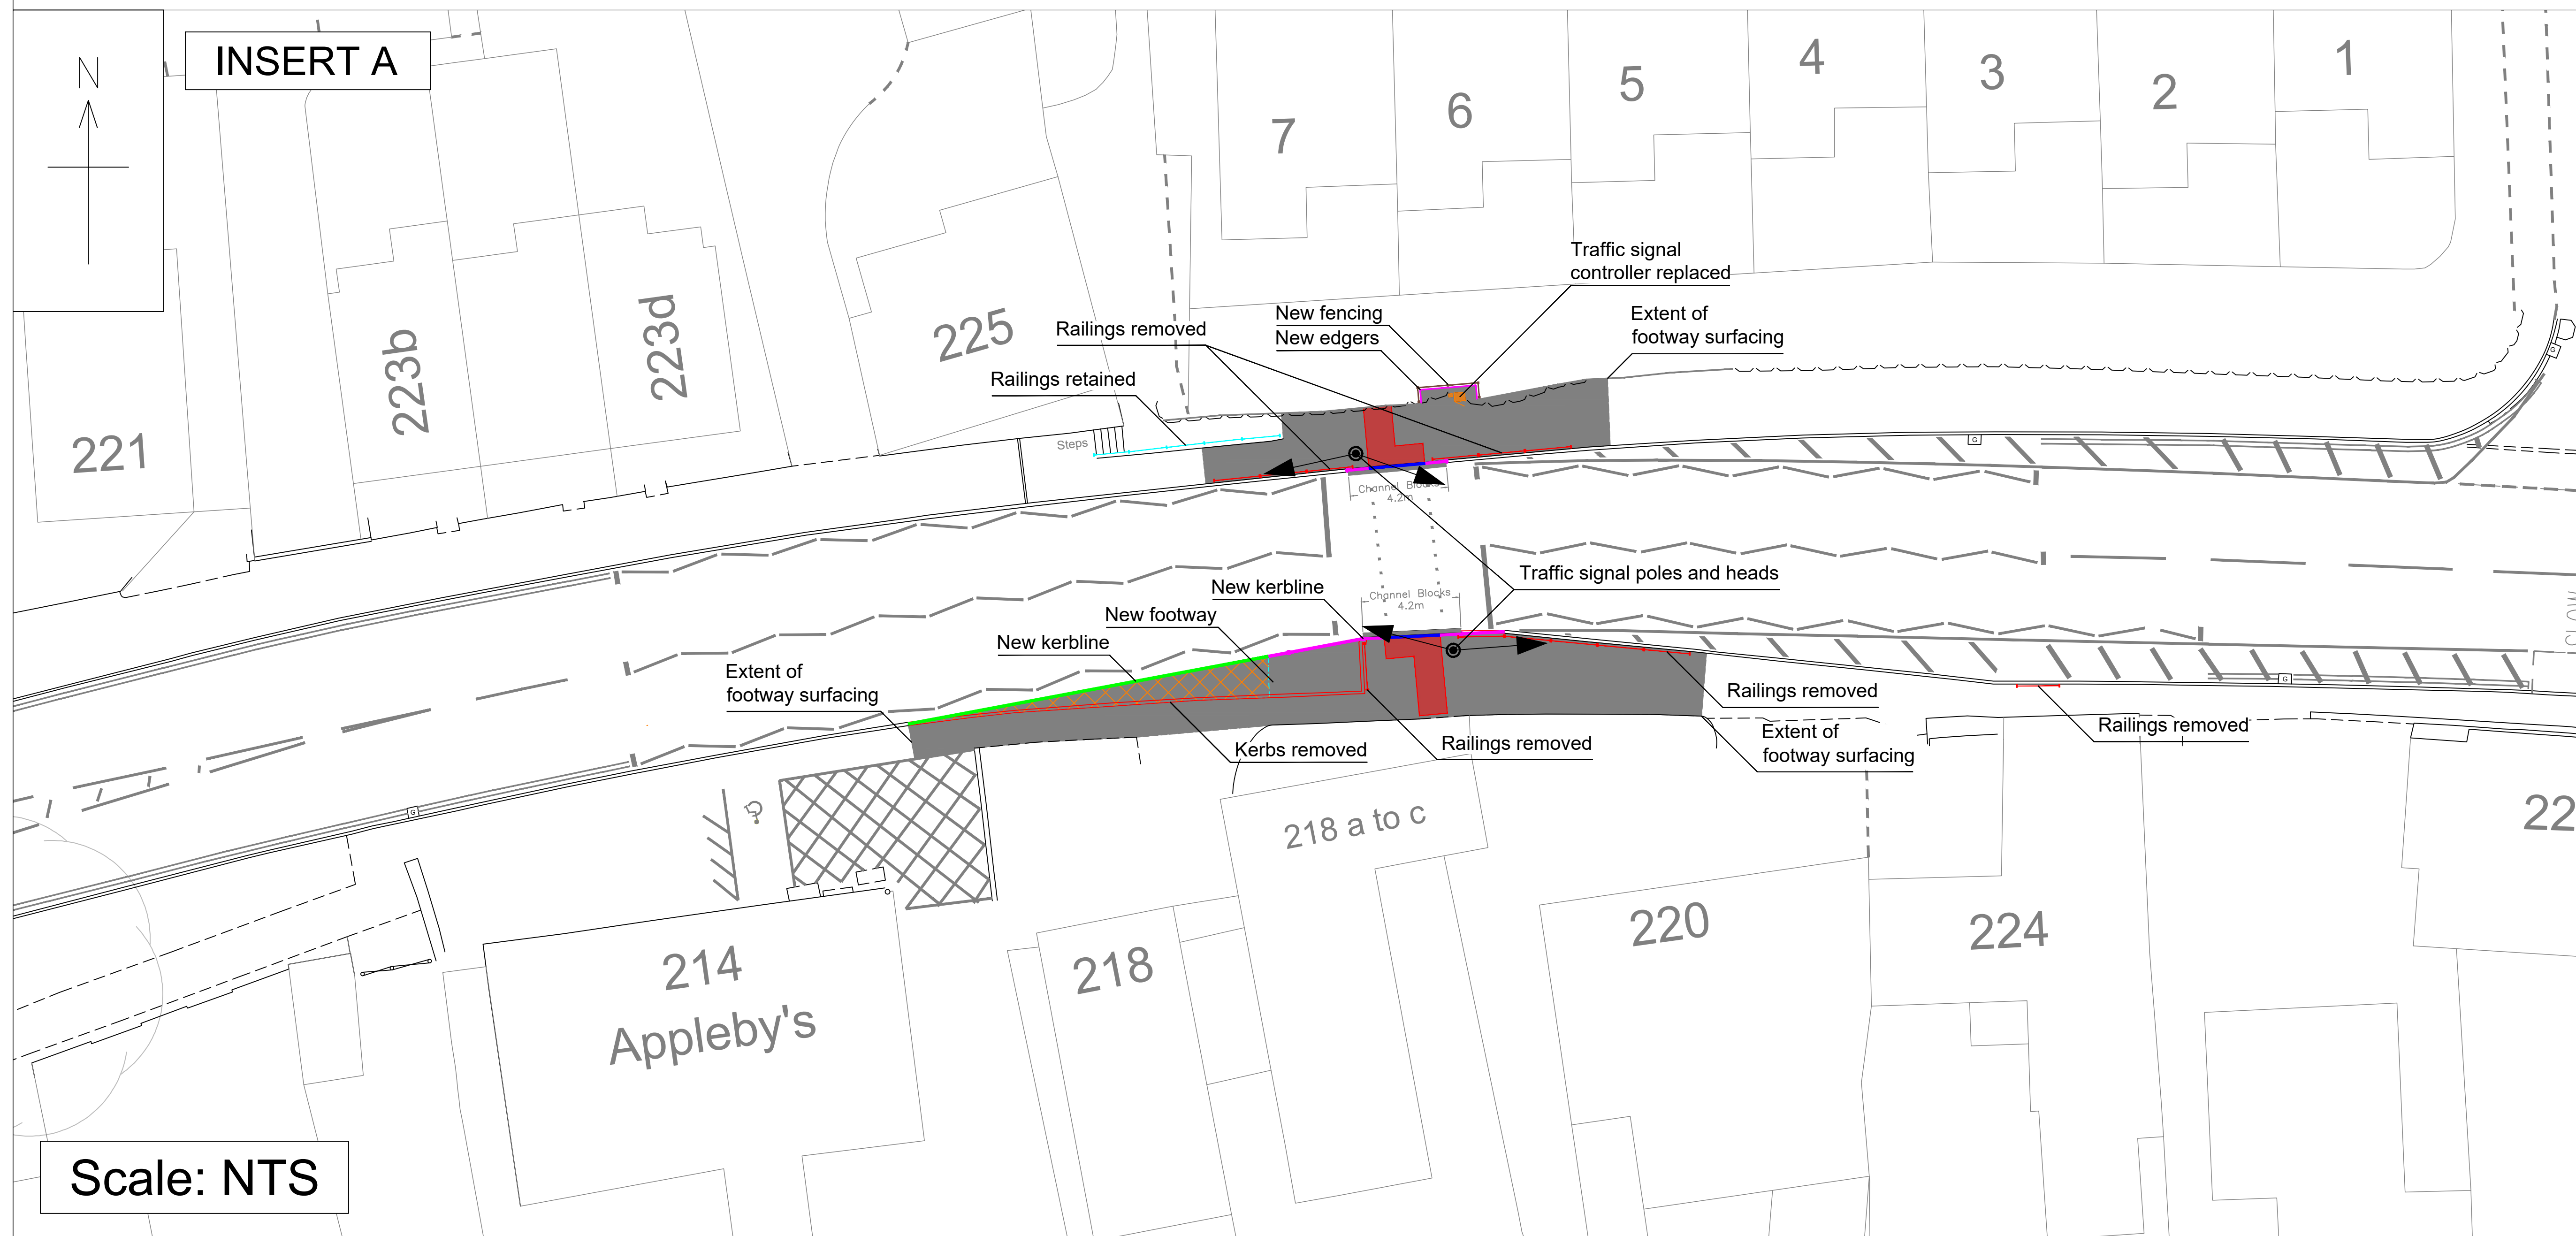 INSERT A
N
7
6
5
4
3
2
1
221
223b
223d
225
Traffic signal
controller replaced
New fencing
New edgers
Extent of
footway surfacing
Railings removed
Railings retained
Steps
G
G
Channel Blocks
4.2m
Traffic signal poles and heads
Channel Blocks
4.2m
New kerbline
New footway
New kerbline
Extent of
footway surfacing
Kerbs removed
Railings removed
Railings removed
Extent of
footway surfacing
Railings removed
G
G
218 a to c
214
Appleby's
218
220
224
22
Scale: NTS